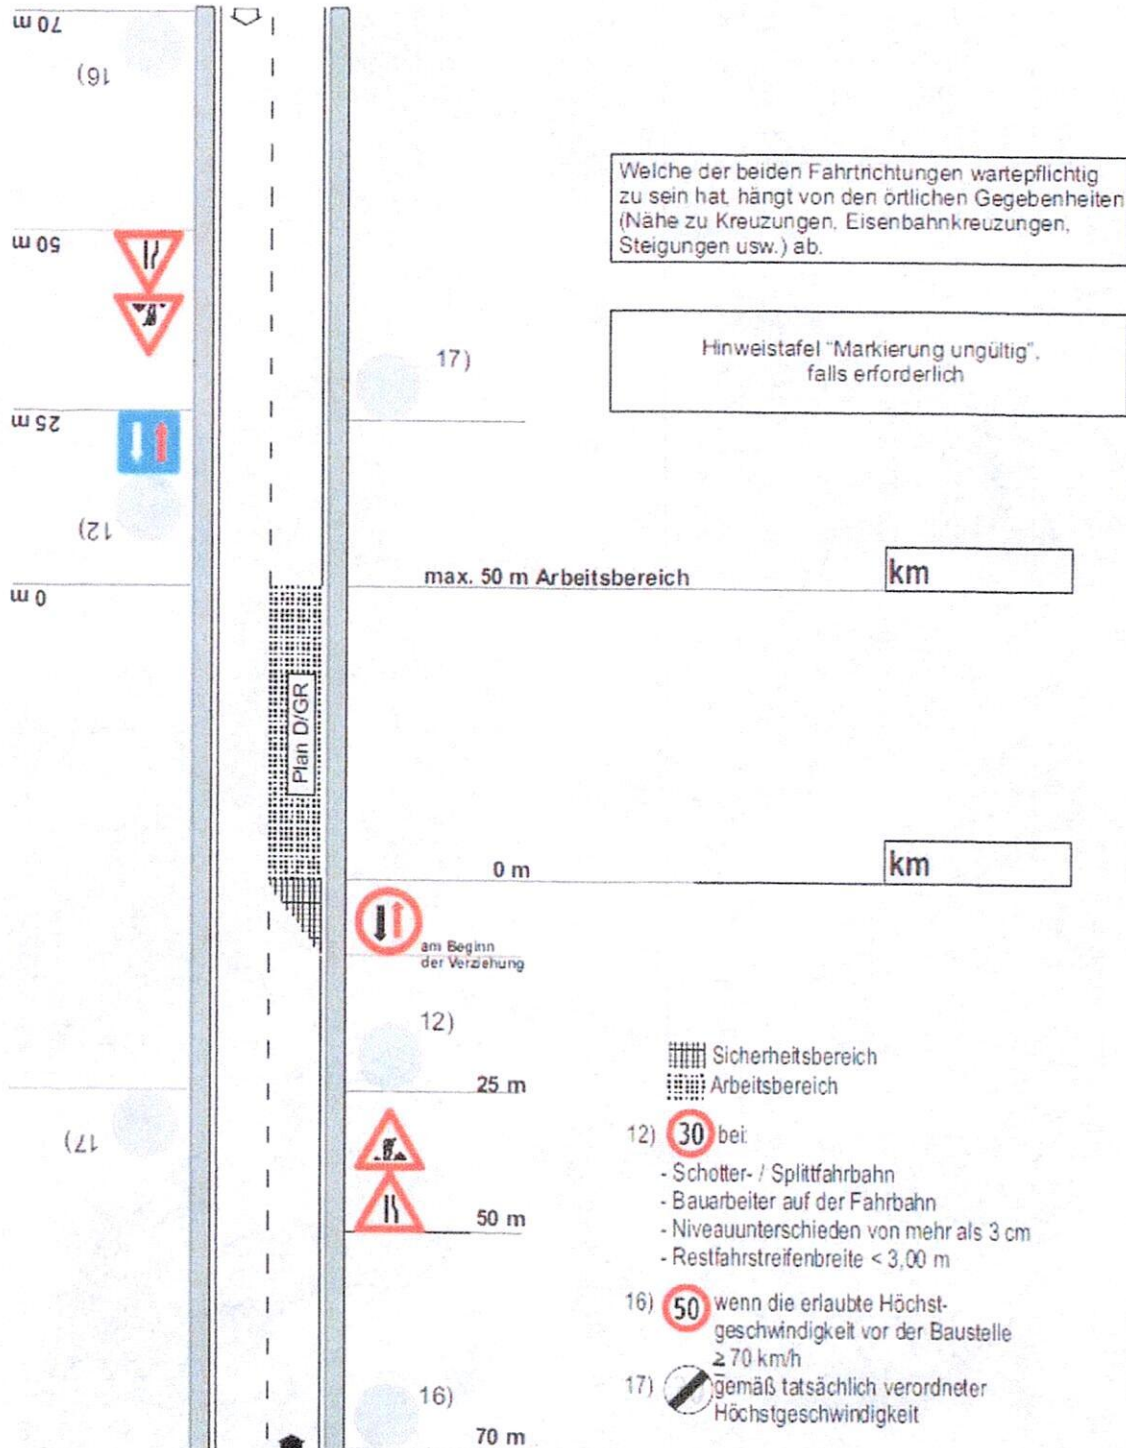 70 m
16)
Welche der beiden Fahrtrichtungen wartepflichtig
zu sein hat, hängt von den örtlichen Gegebenheiten
(Nähe zu Kreuzungen, Eisenbahnkreuzungen,
Steigungen usw.) ab.
50 m
Hinweistafel "Markierung ungültig",
falls erforderlich
17)
25 m
12)
max. 50 m Arbeitsbereich
km
0 m
Plan D/GR
0 m
km
am Beginn
der Verziehung
12)
25 m
17)
50 m
Sicherheitsbereich
Arbeitsbereich
12) 30 bei:
- Schotter- / Splittfahrbahn
- Bauarbeiter auf der Fahrbahn
- Niveauunterschieden von mehr als 3 cm
- Restfahrstreifenbreite < 3,00 m
16) 50 wenn die erlaubte Höchst-
geschwindigkeit vor der Baustelle
≥ 70 km/h
17) gemäß tatsächlich verordneter
Höchstgeschwindigkeit
16)
70 m